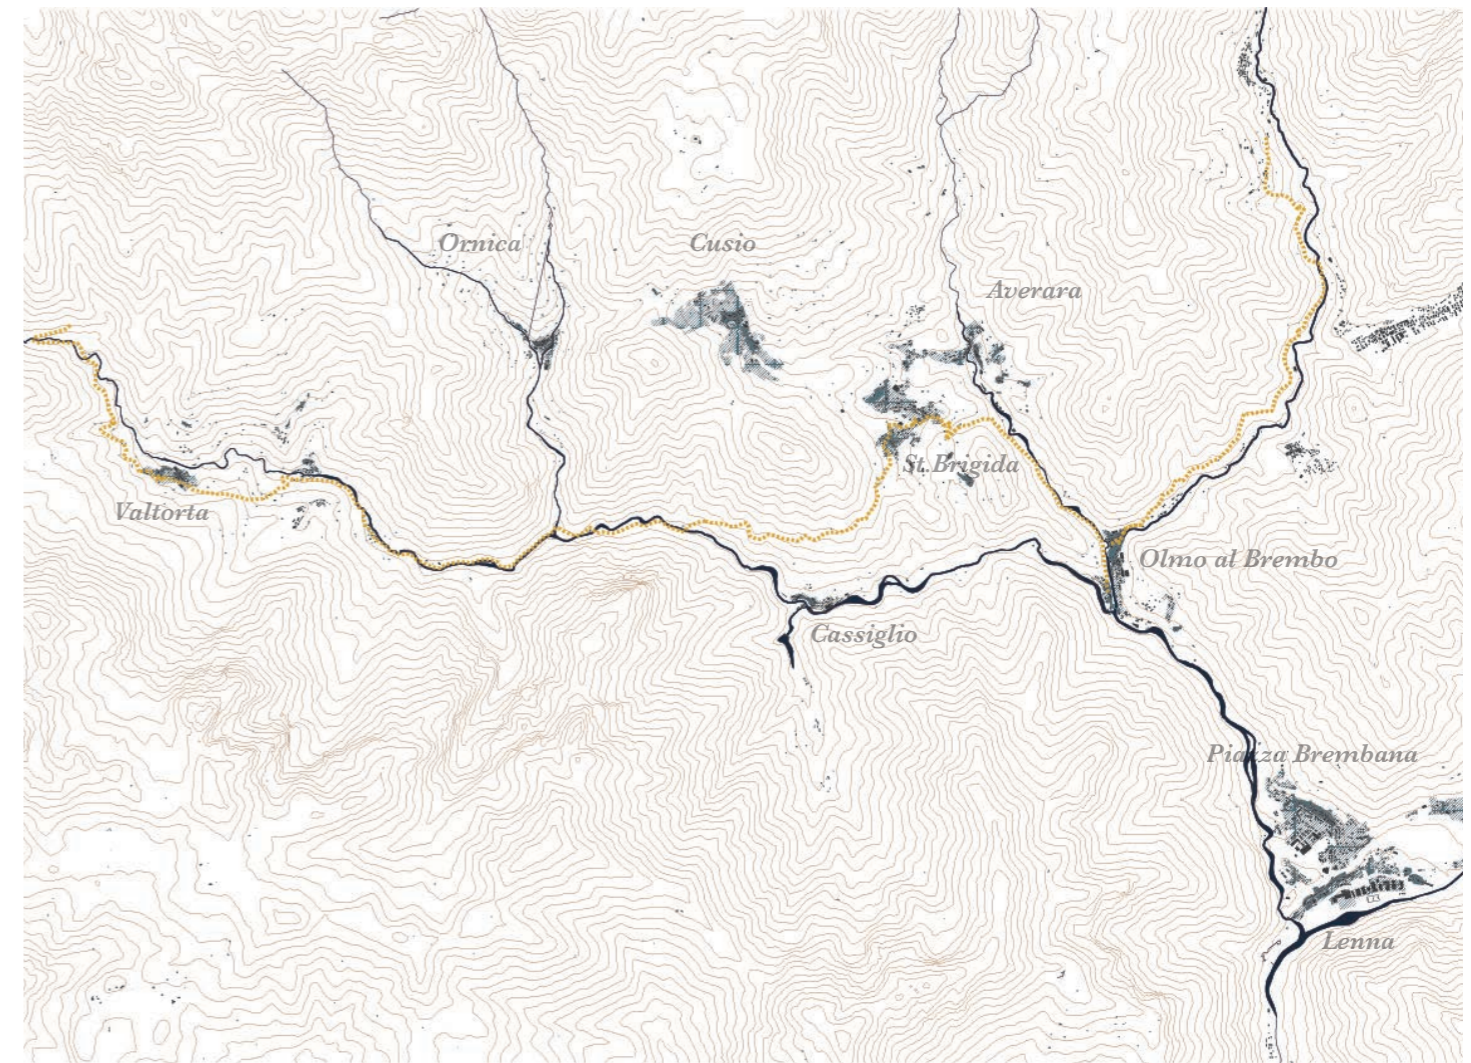 Ornica
Cusio
Averara
St.Brigida
Valtorta
Olmo al Brembo
Cassiglio
Piazza Brembana
Lenna